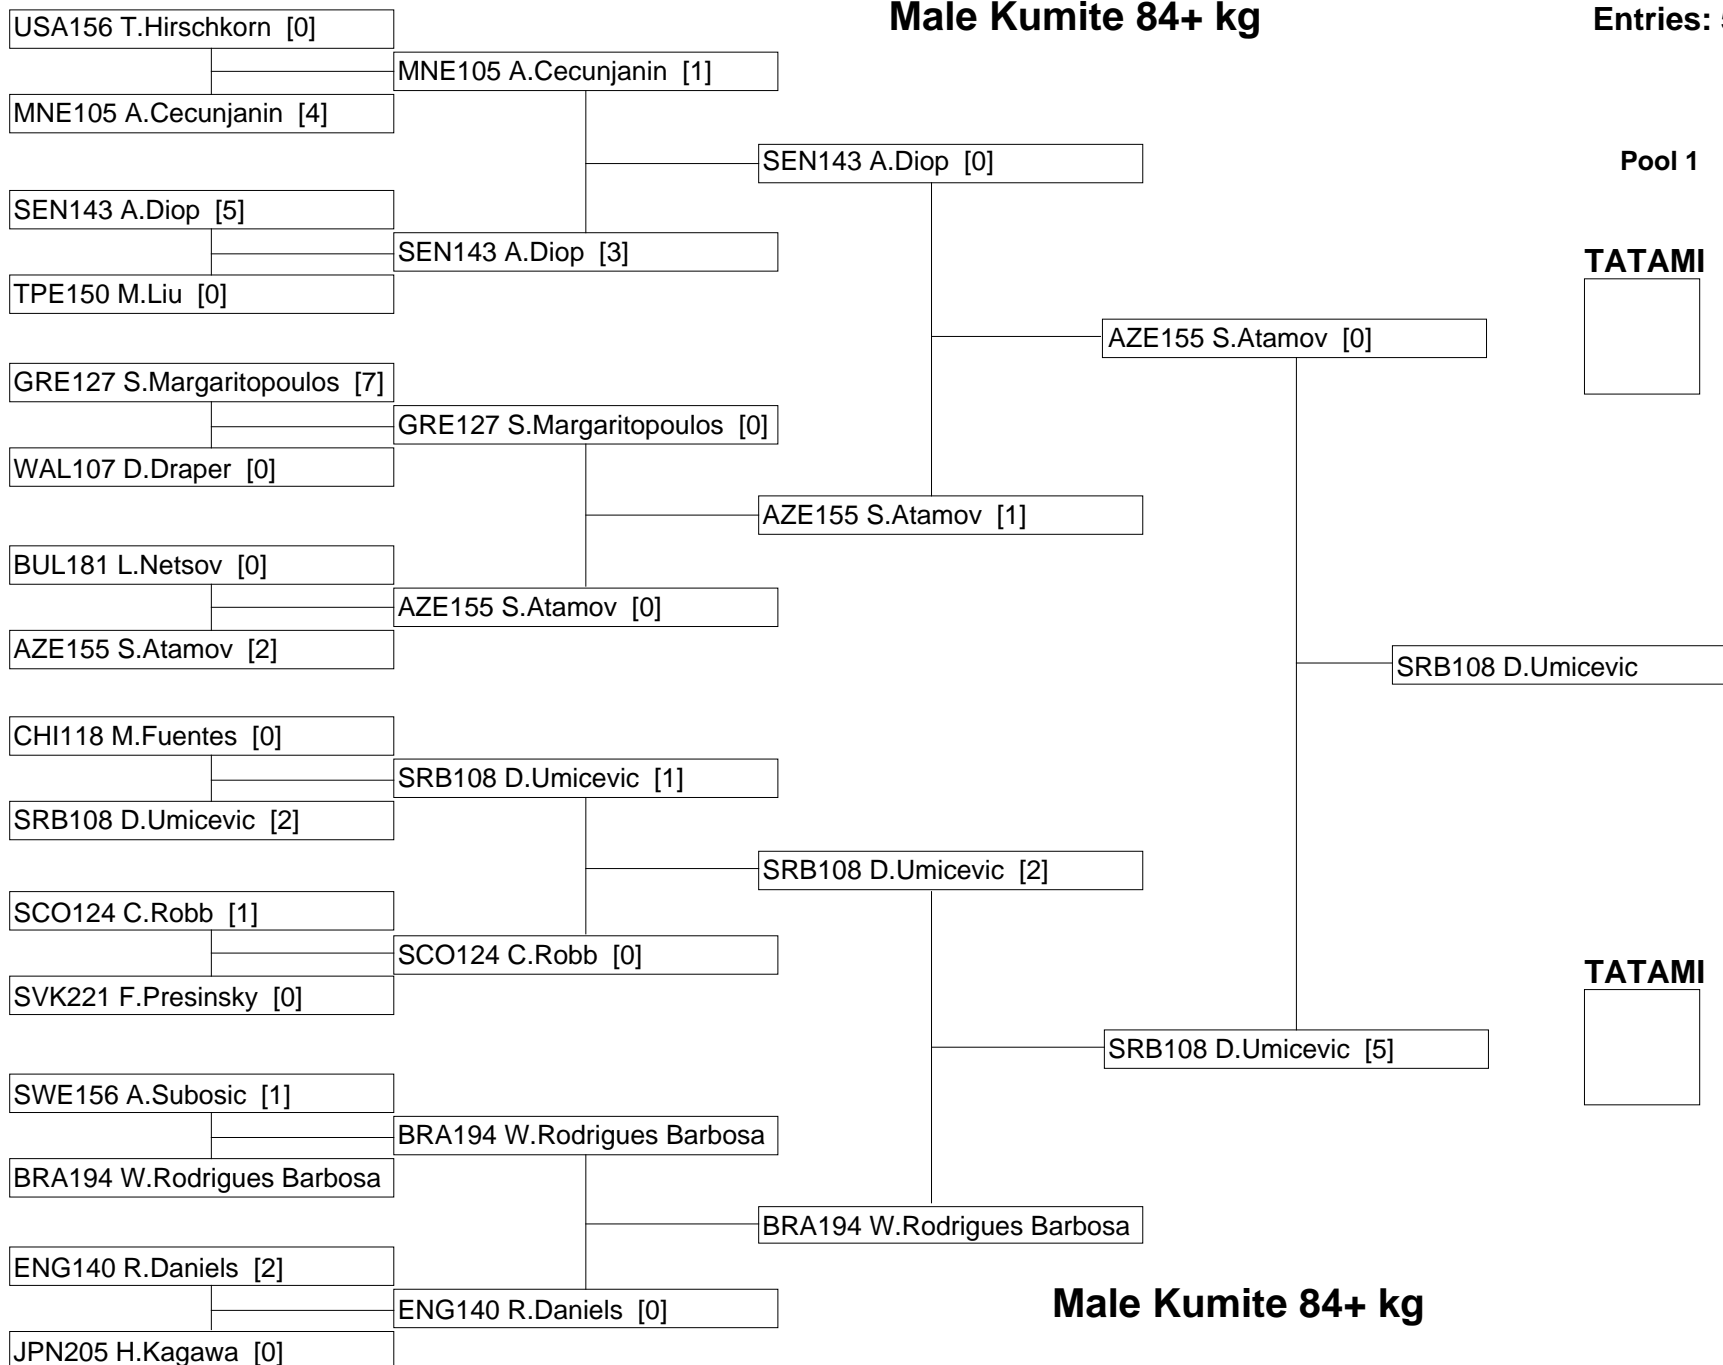 Male Kumite 84+ kg
Entries:
Pool 1
TATAMI
TATAMI
USA156 T.Hirschkorn [0]
MNE105 A.Cecunjanin [4]
SEN143 A.Diop [5]
TPE150 M.Liu [0]
GRE127 S.Margaritopoulos [7]
WAL107 D.Draper [0]
BUL181 L.Netsov [0]
AZE155 S.Atamov [2]
CHI118 M.Fuentes [0]
SRB108 D.Umicevic [2]
SCO124 C.Robb [1]
SVK221 F.Presinsky [0]
SWE156 A.Subosic [1]
BRA194 W.Rodrigues Barbosa
ENG140 R.Daniels [2]
JPN205 H.Kagawa [0]
MNE105 A.Cecunjanin [1]
SEN143 A.Diop [3]
GRE127 S.Margaritopoulos [0]
AZE155 S.Atamov [0]
SRB108 D.Umicevic [1]
SCO124 C.Robb [0]
BRA194 W.Rodrigues Barbosa
ENG140 R.Daniels [0]
SEN143 A.Diop [0]
AZE155 S.Atamov [1]
SRB108 D.Umicevic [2]
BRA194 W.Rodrigues Barbosa
AZE155 S.Atamov [0]
SRB108 D.Umicevic [5]
SRB108 D.Umicevic
Male Kumite 84+ kg